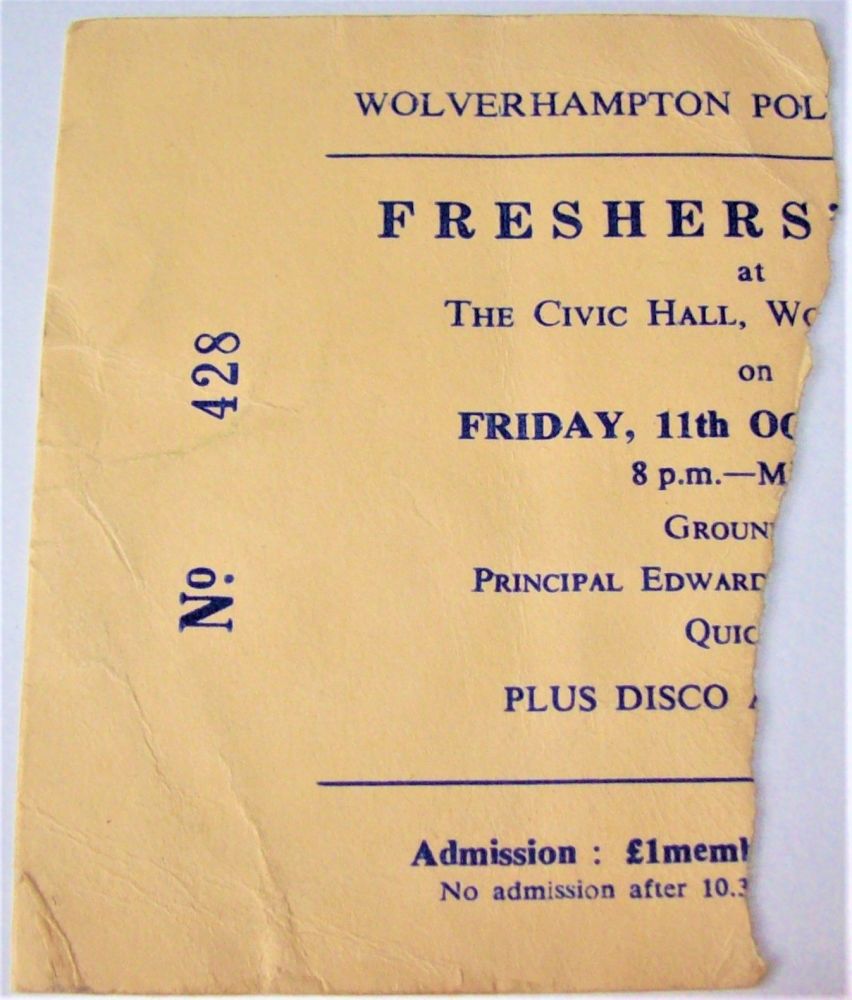 WOLVERHAMPTON POL
FRESHERS'
at
THE CIVIC HALL, WO
on
FRIDAY, 11th OC
8 p.m.—M
GROUN
PRINCIPAL EDWARD
QUIC
PLUS DISCO
Admission : £1memb
No admission after 10.3
No. 428